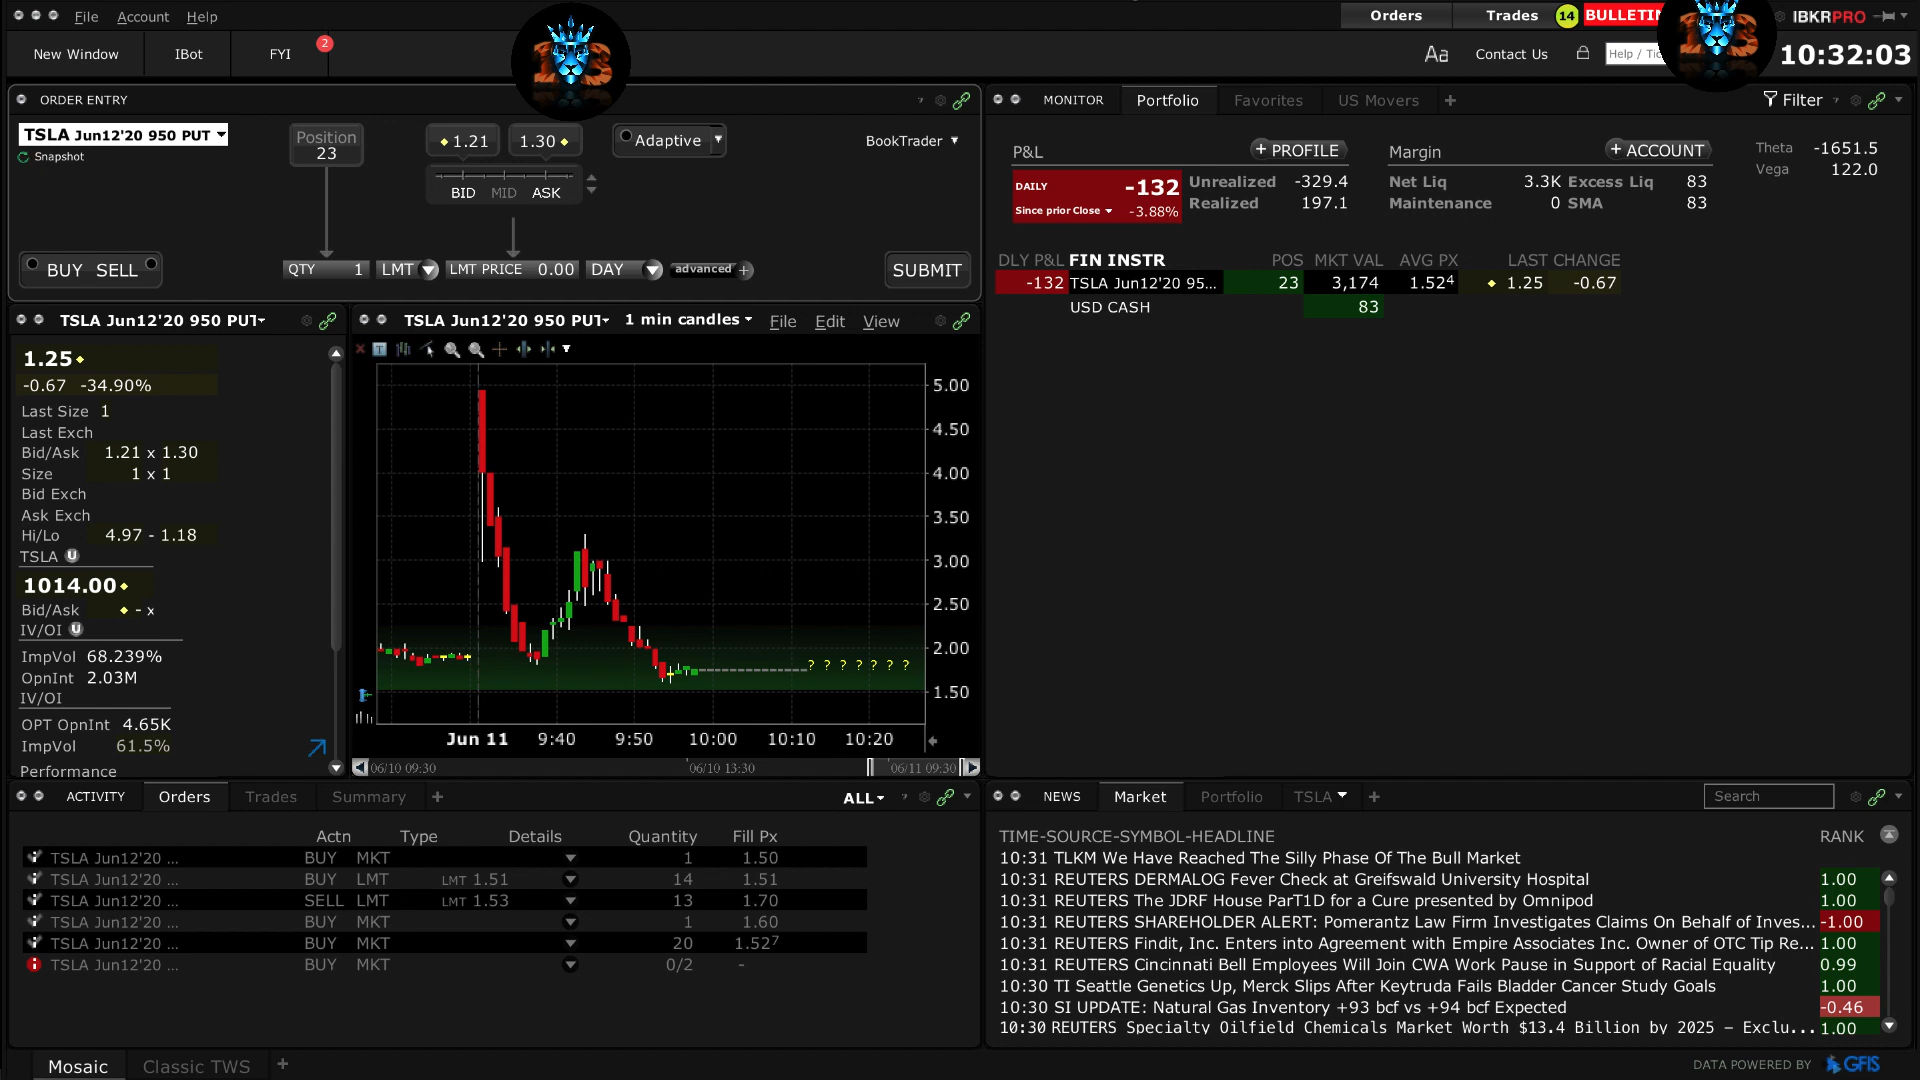 File Account Help
Orders Trades 14 BULLETIN IBKRPRO
New Window IBot FYI 2
Aa Contact Us 10:32:03
ORDER ENTRY
TSLA Jun12'20 950 PUT
Snapshot
Position 23
1.21 1.30
BID MID ASK
Adaptive
BookTrader
BUY SELL QTY 1 LMT LMT PRICE 0.00 DAY advanced + SUBMIT
MONITOR Portfolio Favorites US Movers +
Filter
P&L + PROFILE
DAILY -132
Since prior Close -3.88%
Unrealized -329.4
Realized 197.1
Margin + ACCOUNT
Net Liq 3.3K Excess Liq 83
Maintenance 0 SMA 83
Theta -1651.5
Vega 122.0
DLY P&L FIN INSTR POS MKT VAL AVG PX LAST CHANGE
-132 TSLA Jun12'20 95... 23 3,174 1.524 1.25 -0.67
USD CASH 83
TSLA Jun12'20 950 PUT
1.25
-0.67 -34.90%
Last Size 1
Last Exch
Bid/Ask 1.21 x 1.30
Size 1 x 1
Bid Exch
Ask Exch
Hi/Lo 4.97 - 1.18
TSLA U
1014.00
Bid/Ask - x
IV/OI U
ImpVol 68.239%
OpnInt 2.03M
IV/OI
OPT OpnInt 4.65K
ImpVol 61.5%
Performance
TSLA Jun12'20 950 PUT 1 min candles File Edit View
5.00
4.50
4.00
3.50
3.00
2.50
2.00
1.50
? ? ? ? ? ? ?
Jun 11 9:40 9:50 10:00 10:10 10:20
06/10 09:30 06/10 13:30 06/11 09:30
ACTIVITY Orders Trades Summary + ALL
Actn Type Details Quantity Fill Px
TSLA Jun12'20 ... BUY MKT 1 1.50
TSLA Jun12'20 ... BUY LMT LMT 1.51 14 1.51
TSLA Jun12'20 ... SELL LMT LMT 1.53 13 1.70
TSLA Jun12'20 ... BUY MKT 1 1.60
TSLA Jun12'20 ... BUY MKT 20 1.527
TSLA Jun12'20 ... BUY MKT 0/2 -
NEWS Market Portfolio TSLA + Search
TIME-SOURCE-SYMBOL-HEADLINE RANK
10:31 TLKM We Have Reached The Silly Phase Of The Bull Market
10:31 REUTERS DERMALOG Fever Check at Greifswald University Hospital 1.00
10:31 REUTERS The JDRF House ParT1D for a Cure presented by Omnipod 1.00
10:31 REUTERS SHAREHOLDER ALERT: Pomerantz Law Firm Investigates Claims On Behalf of Inves... -1.00
10:31 REUTERS Findit, Inc. Enters into Agreement with Empire Associates Inc. Owner of OTC Tip Re... 1.00
10:31 REUTERS Cincinnati Bell Employees Will Join CWA Work Pause in Support of Racial Equality 0.99
10:30 TI Seattle Genetics Up, Merck Slips After Keytruda Fails Bladder Cancer Study Goals 1.00
10:30 SI UPDATE: Natural Gas Inventory +93 bcf vs +94 bcf Expected -0.46
10:30 REUTERS Specialty Oilfield Chemicals Market Worth $13.4 Billion by 2025 – Exclu... 1.00
Mosaic Classic TWS +
DATA POWERED BY GFIS